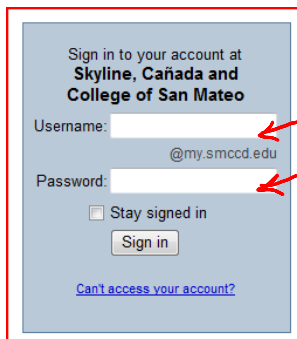 Sign in to your account at
Skyline, Cañada and
College of San Mateo
Username:
@my.smccd.edu
Password:
Stay signed in
Sign in
Can't access your account?